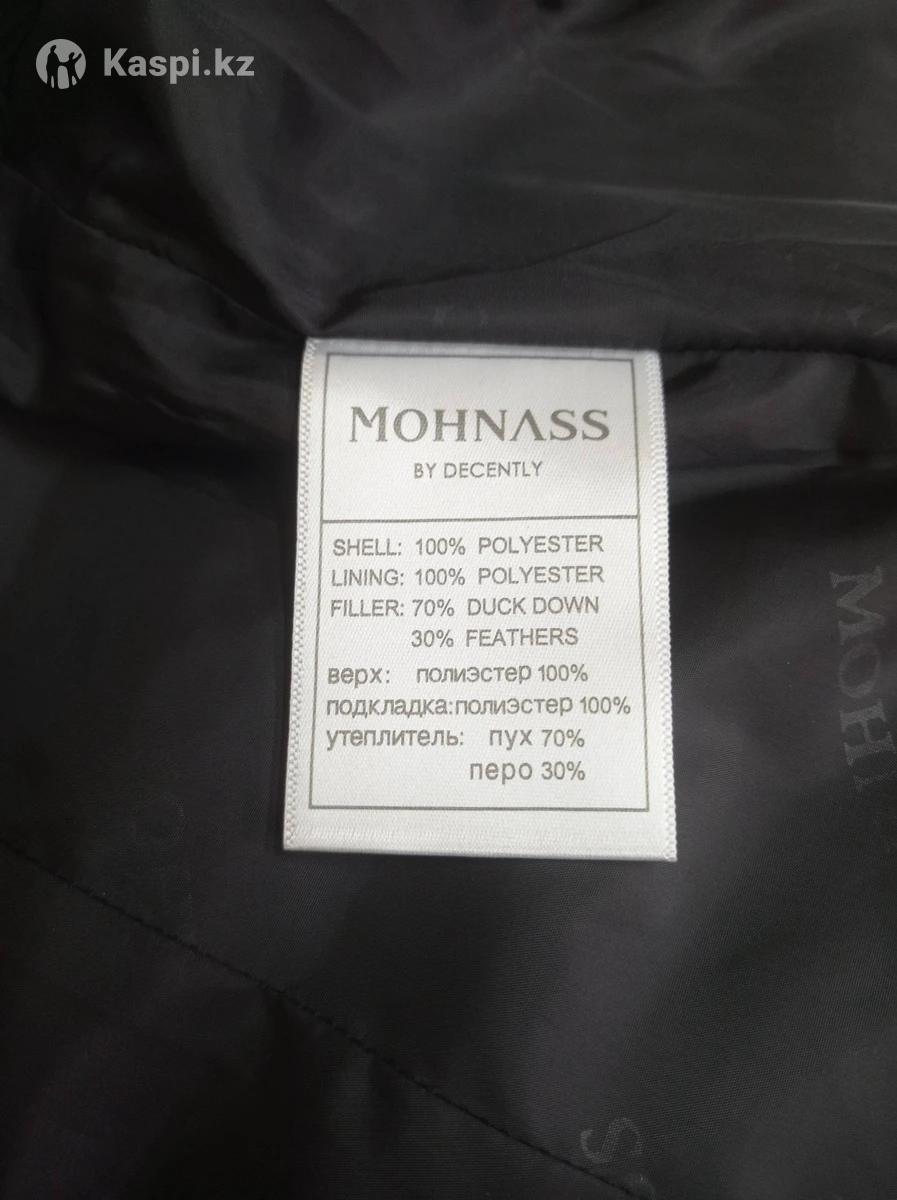 Kaspi.kz
MOHNASS
BY DECENTLY
SHELL: 100% POLYESTER
LINING: 100% POLYESTER
FILLER: 70% DUCK DOWN
30% FEATHERS
верх: полиэстер 100%
подкладка:полиэстер 100%
утеплитель: пух 70%
перо 30%
MOH
S